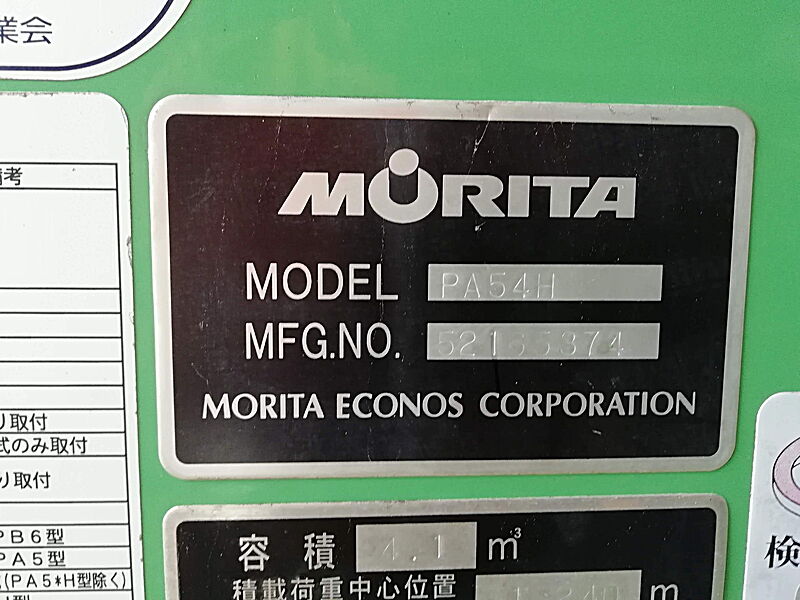 業会
備考
り取付
式のみ取付
り取付
PB6型
PA5型
(PA5*H型除く)
MORITA
MODEL PA54H
MFG.NO.
MORITA ECONOS CORPORATION
容積 4.1 m³
積載荷重中心位置 m
検